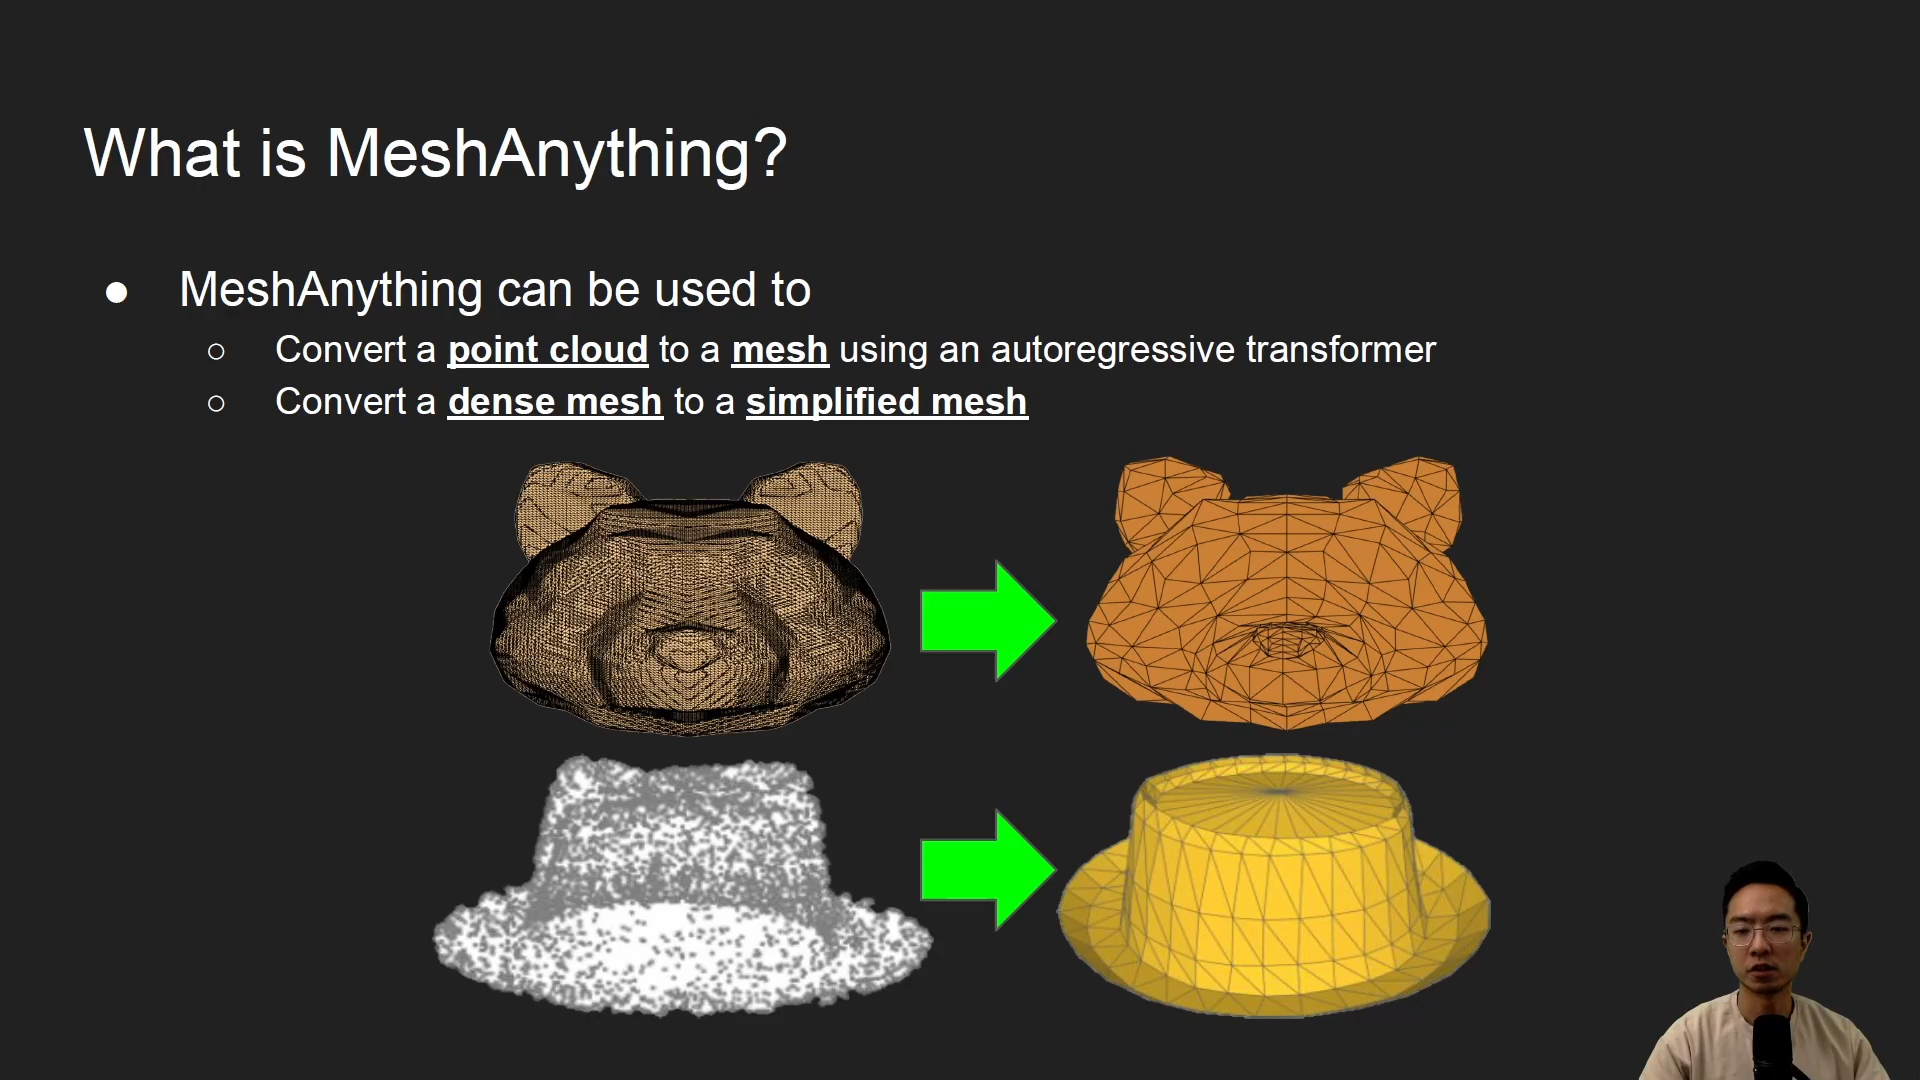 What is MeshAnything?
● MeshAnything can be used to
○ Convert a point cloud to a mesh using an autoregressive transformer
○ Convert a dense mesh to a simplified mesh